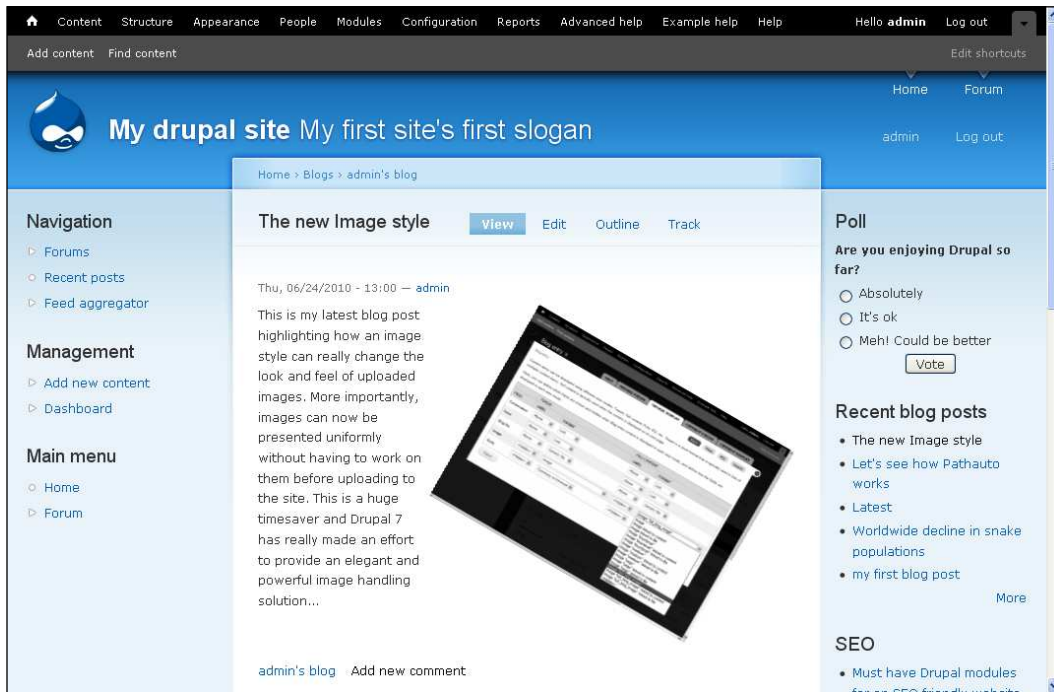 Content Structure Appearance People Modules Configuration Reports Advanced help Example help Help Hello admin Log out
Add content Find content Edit shortcuts
Home Forum
My drupal site My first site's first slogan
admin Log out
Home › Blogs › admin's blog
Navigation
Forums
Recent posts
Feed aggregator
Management
Add new content
Dashboard
Main menu
Home
Forum
The new Image style View Edit Outline Track
Thu, 06/24/2010 - 13:00 — admin
This is my latest blog post
highlighting how an image
style can really change the
look and feel of uploaded
images. More importantly,
images can now be
presented uniformly
without having to work on
them before uploading to
the site. This is a huge
timesaver and Drupal 7
has really made an effort
to provide an elegant and
powerful image handling
solution...
admin's blog Add new comment
Poll
Are you enjoying Drupal so
far?
Absolutely
It's ok
Meh! Could be better
Vote
Recent blog posts
The new Image style
Let's see how Pathauto
works
Latest
Worldwide decline in snake
populations
my first blog post
More
SEO
Must have Drupal modules
for an SEO friendly website